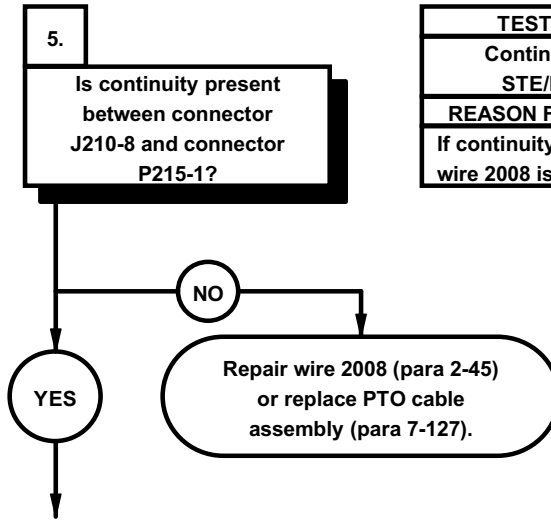 5.
Is continuity present
between connector
J210-8 and connector
P215-1?
TEST
STE/
REASON
If continuity
wire 2008 is
NO
YES
Repair wire 2008 (para 2-45)
or replace PTO cable
assembly (para 7-127).